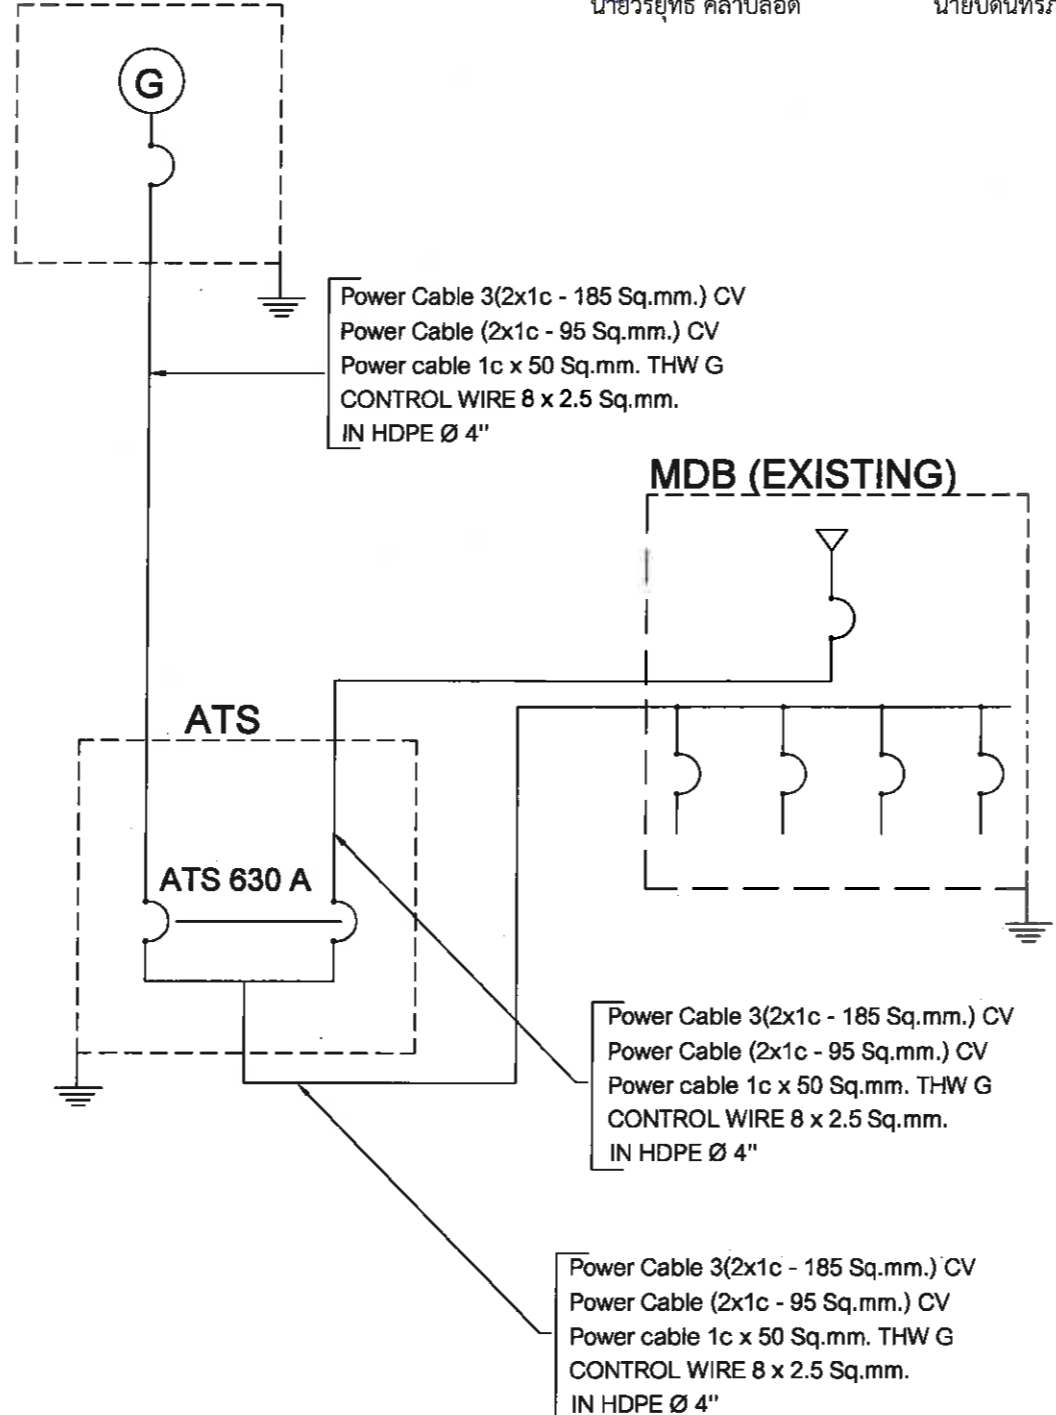 G
Power Cable 3(2x1c - 185 Sq.mm.) CV
Power Cable (2x1c - 95 Sq.mm.) CV
Power cable 1c x 50 Sq.mm. THW G
CONTROL WIRE 8 x 2.5 Sq.mm.
IN HDPE Ø 4"
MDB (EXISTING)
ATS
ATS 630 A
Power Cable 3(2x1c - 185 Sq.mm.) CV
Power Cable (2x1c - 95 Sq.mm.) CV
Power cable 1c x 50 Sq.mm. THW G
CONTROL WIRE 8 x 2.5 Sq.mm.
IN HDPE Ø 4"
Power Cable 3(2x1c - 185 Sq.mm.) CV
Power Cable (2x1c - 95 Sq.mm.) CV
Power cable 1c x 50 Sq.mm. THW G
CONTROL WIRE 8 x 2.5 Sq.mm.
IN HDPE Ø 4"